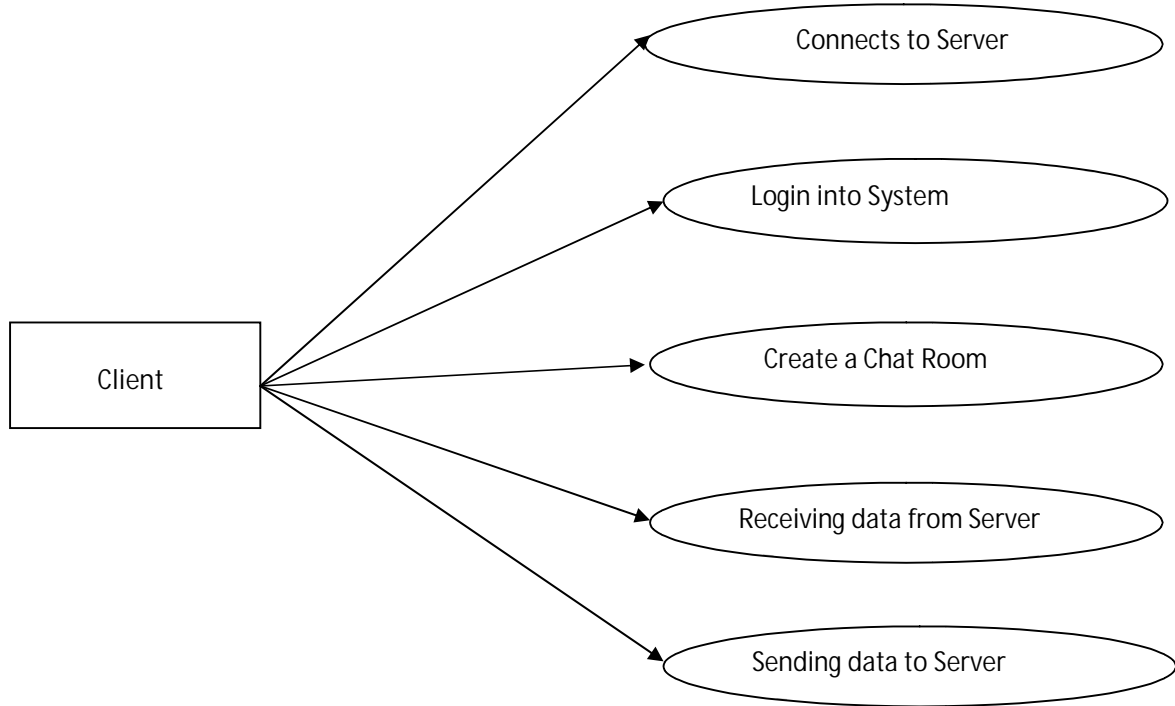 Connects to Server
Login into System
Client
Create a Chat Room
Receiving data from Server
Sending data to Server